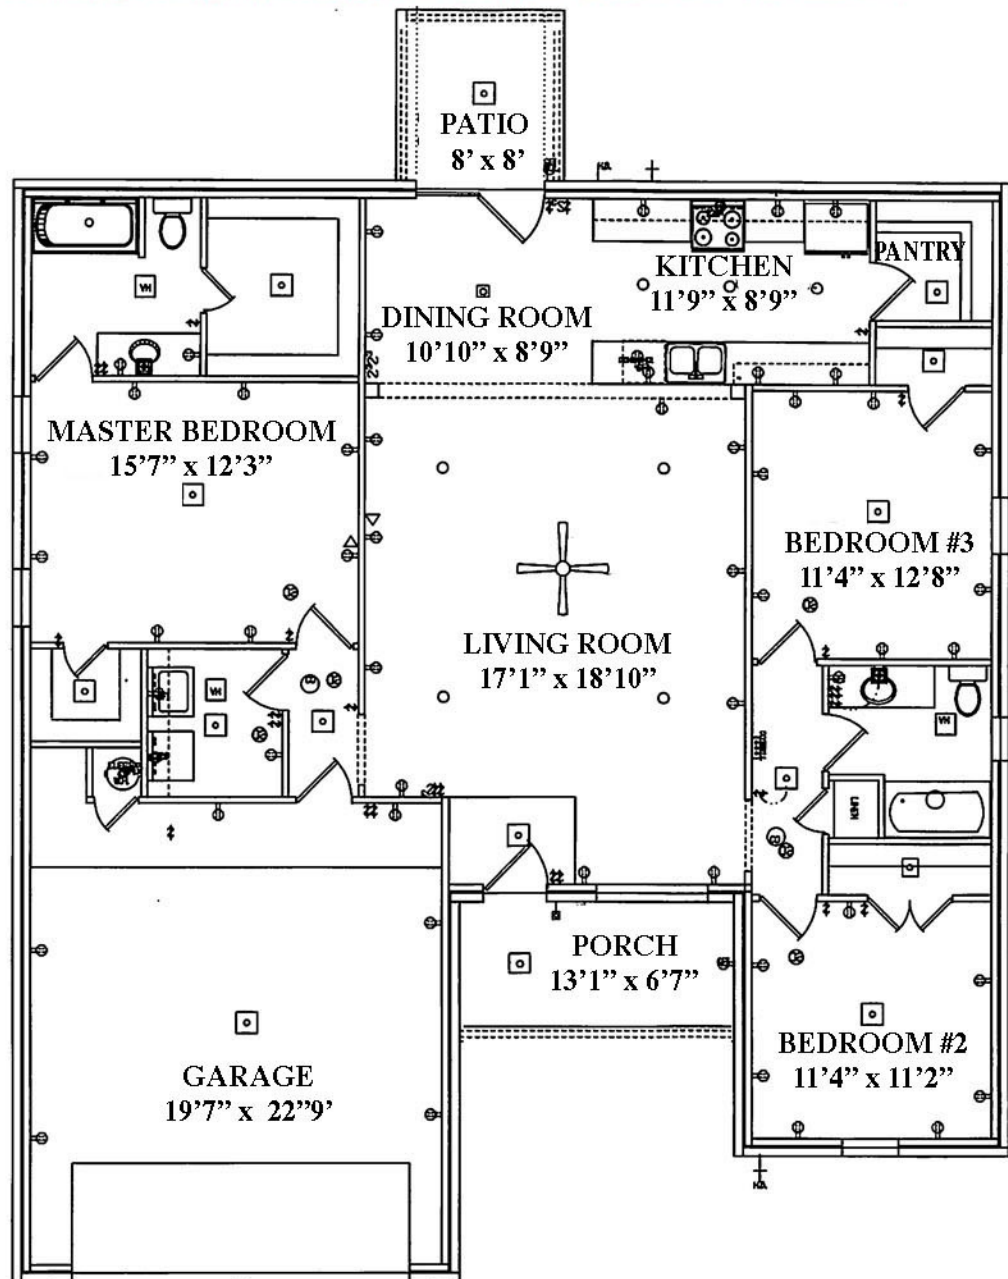 PATIO
8’ x 8’
PANTRY
KITCHEN
11’9” x 8’9”
DINING ROOM
10’10” x 8’9”
MASTER BEDROOM
15’7” x 12’3”
BEDROOM #3
11’4” x 12’8”
LIVING ROOM
17’1” x 18’10”
LINEN
PORCH
13’1” x 6’7”
BEDROOM #2
11’4” x 11’2”
GARAGE
19’7” x 22”9’